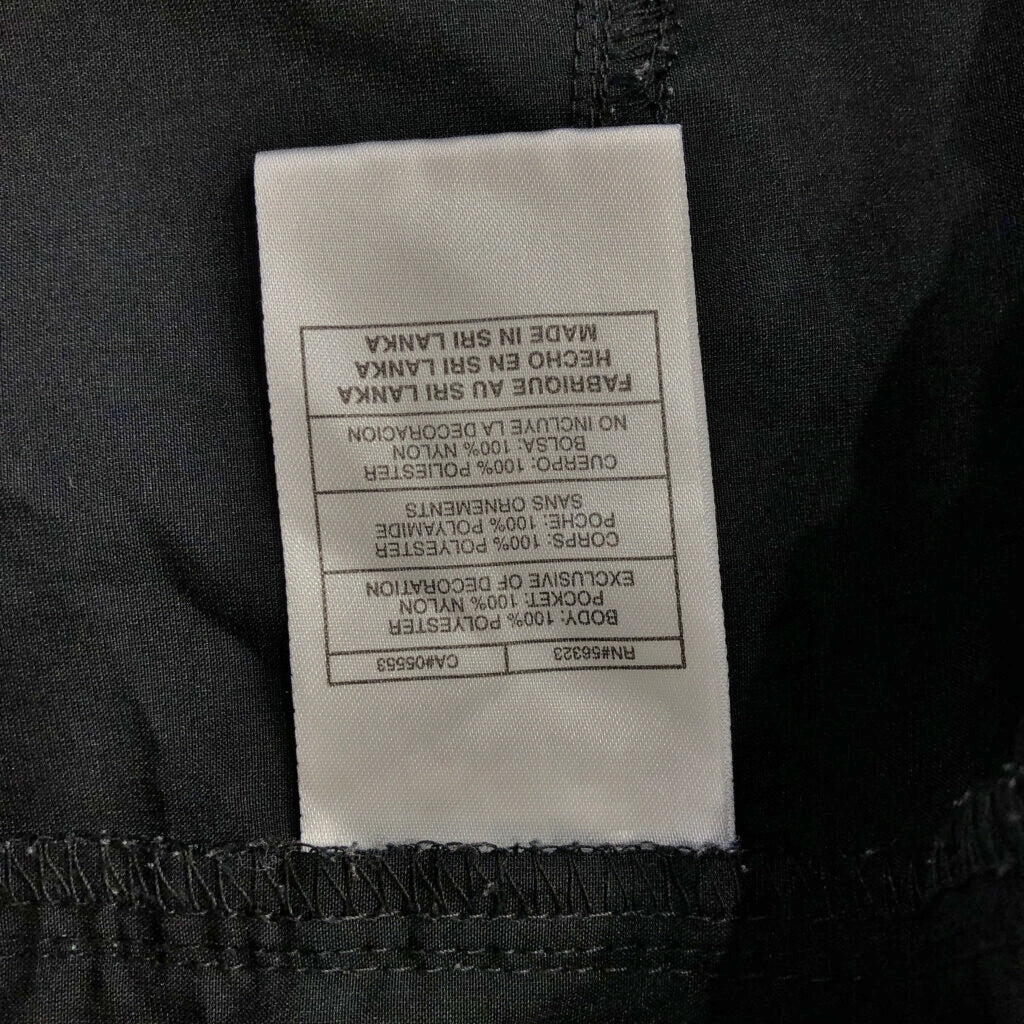 RN#56323 CA#05553
BODY: 100% POLYESTER
POCKET: 100% NYLON
EXCLUSIVE OF DECORATION
CORPS: 100% POLYESTER
POCHE: 100% POLYAMIDE
SANS ORNEMENTS
CUERPO: 100% POLIESTER
BOLSA: 100% NYLON
NO INCLUYE LA DECORACION
FABRIQUE AU SRI LANKA
HECHO EN SRI LANKA
MADE IN SRI LANKA